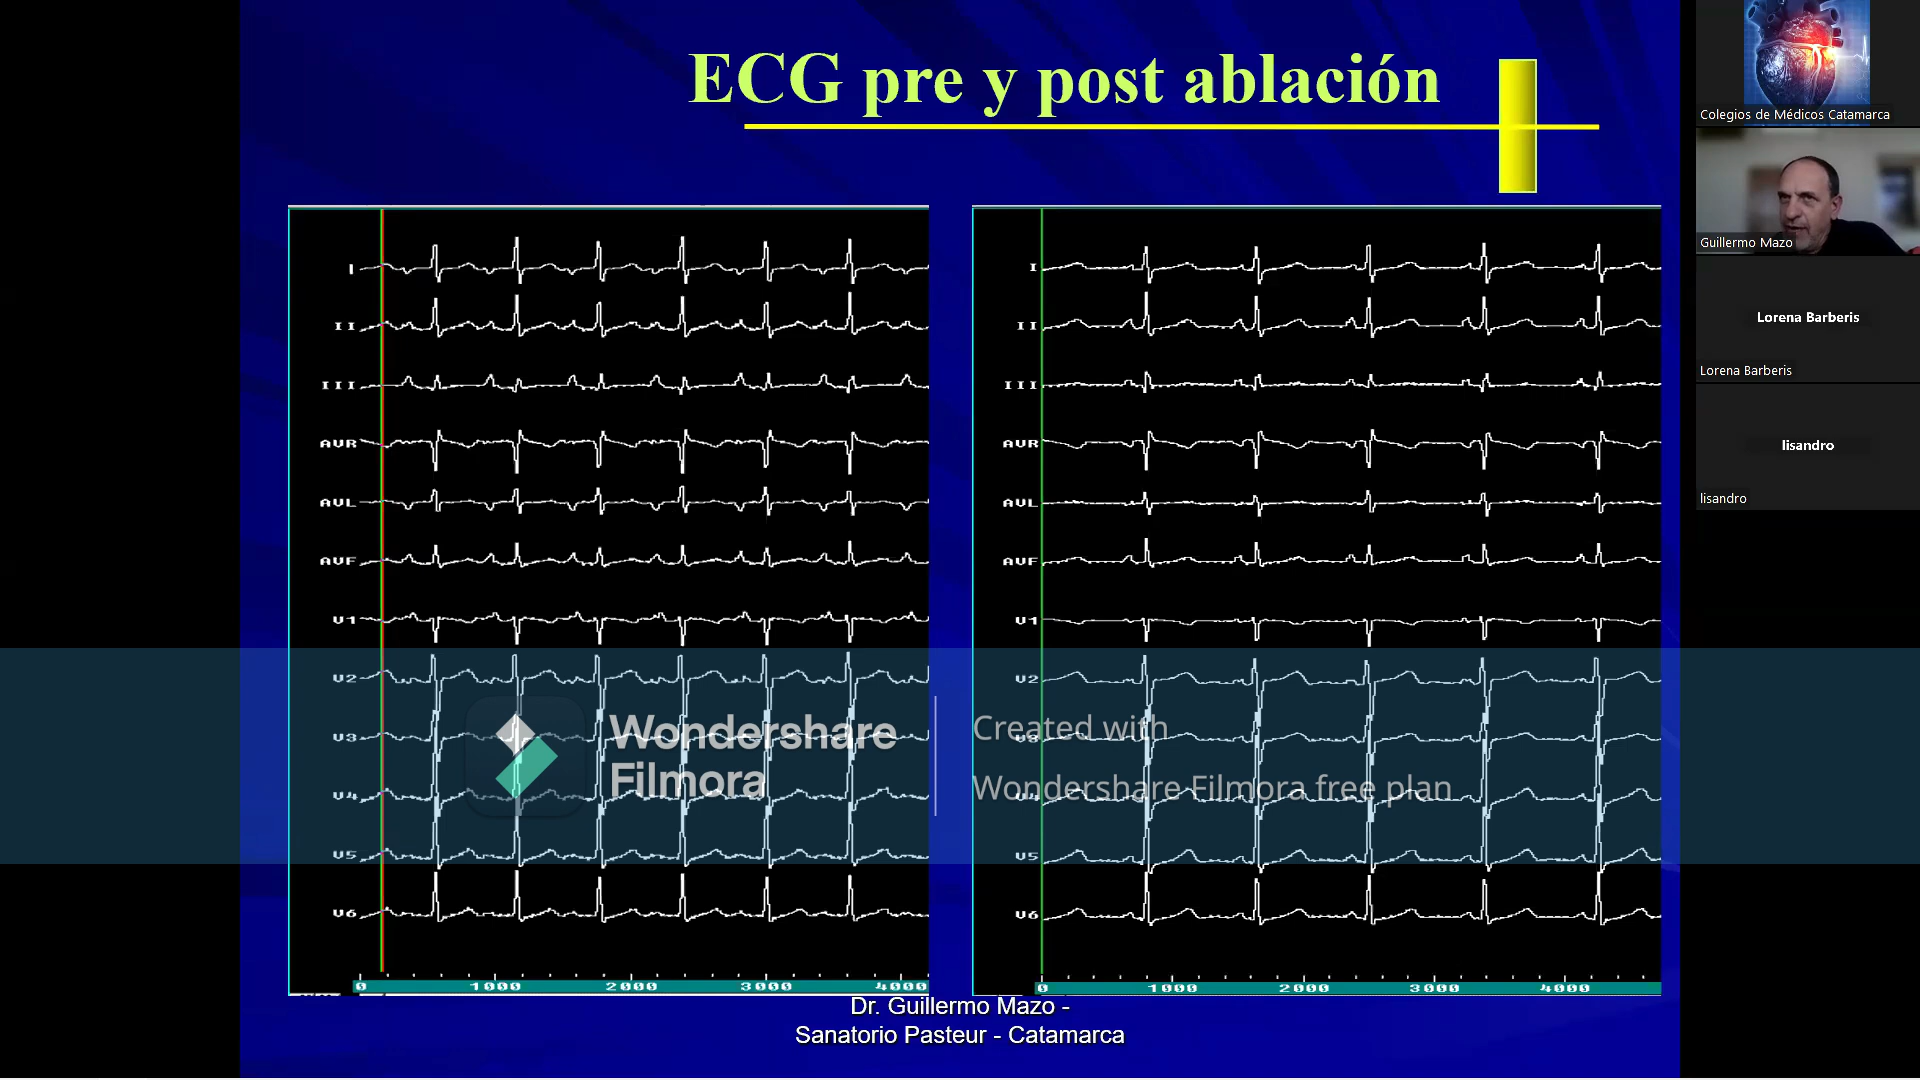 ECG pre y post ablación
I
II
III
AVR
AVL
AVF
V1
V2
V3
V4
V5
V6
0 1000 2000 3000 4000
I
II
III
AVR
AVL
AVF
V1
V2
V3
V4
V5
V6
0 1000 2000 3000 4000
Wondershare
Filmora
Created with
Wondershare Filmora free plan
Dr. Guillermo Mazo -
Sanatorio Pasteur - Catamarca
Colegios de Médicos Catamarca
Guillermo Mazo
Lorena Barberis
Lorena Barberis
lisandro
lisandro